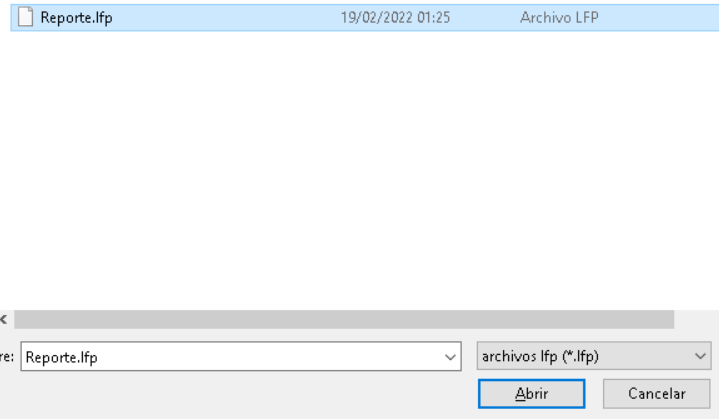 Reporte.lfp 19/02/2022 01:25 Archivo LFP
re: Reporte.lfp archivos lfp (*.lfp)
Abrir Cancelar